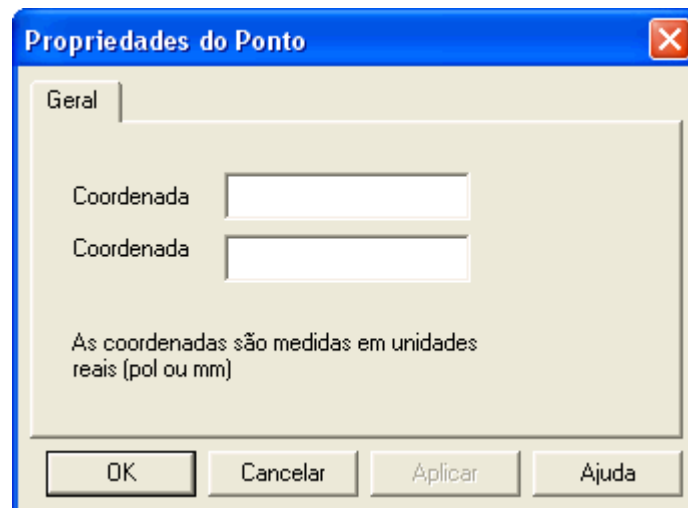 Propriedades do Ponto
Geral
Coordenada
Coordenada
As coordenadas são medidas em unidades
reais (pol ou mm)
OK Cancelar Aplicar Ajuda